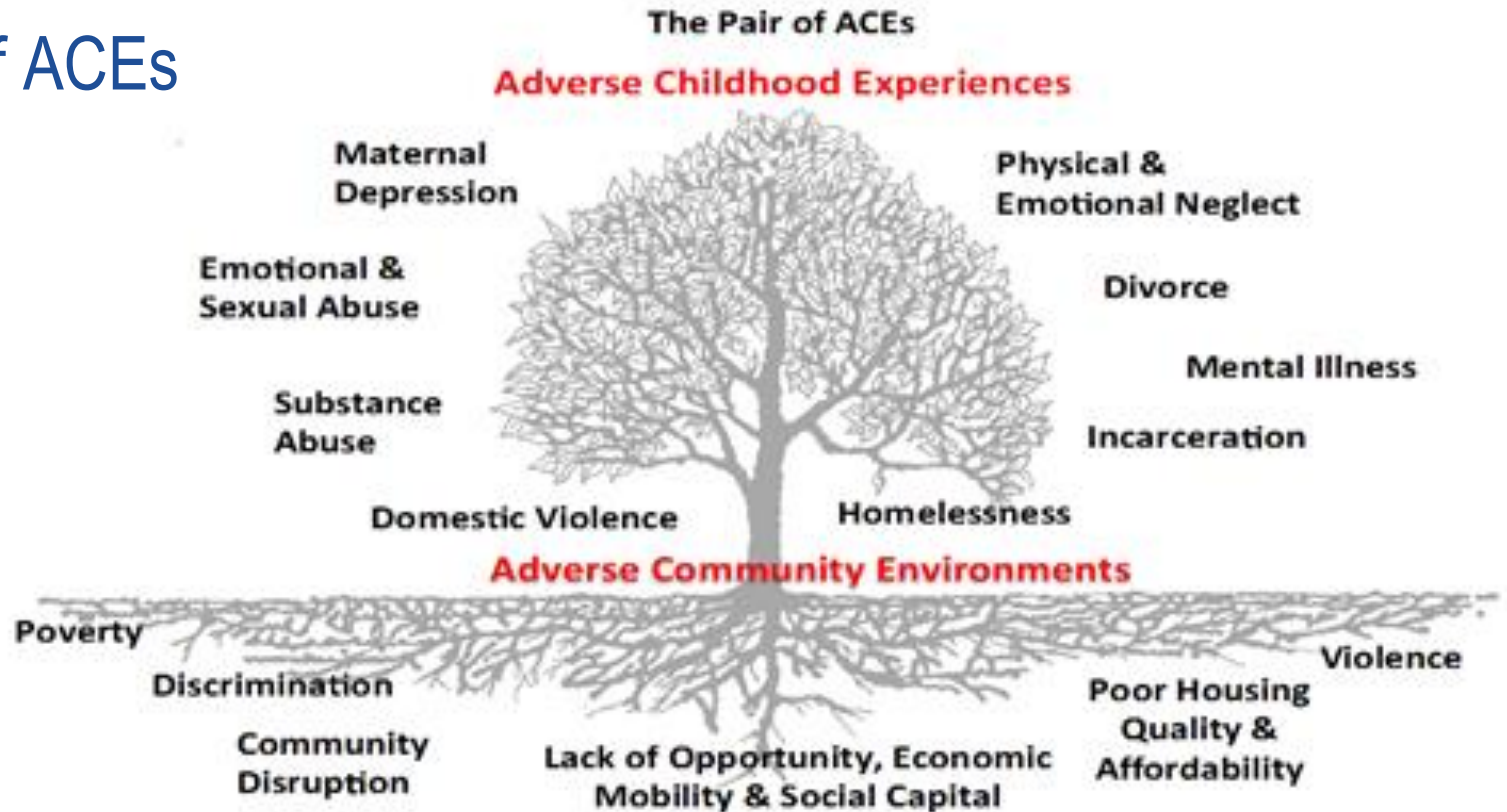 The Pair of ACEs
f ACEs
Adverse Childhood Experiences
Maternal
Depression
Physical &
Emotional Neglect
Emotional &
Sexual Abuse
Divorce
Mental Illness
Substance
Abuse
Incarceration
Domestic Violence
Homelessness
Adverse Community Environments
Poverty
Violence
Discrimination
Poor Housing
Quality &
Affordability
Community
Disruption
Lack of Opportunity, Economic
Mobility & Social Capital